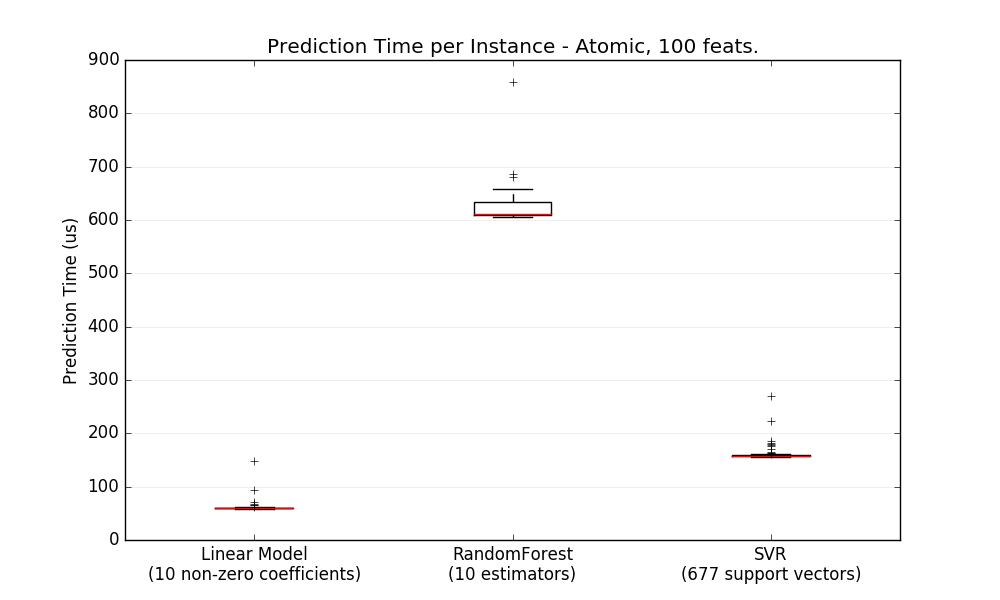 Prediction Time per Instance - Atomic, 100 feats.
900
800
700
600
500
400
300
200
100
0
Prediction Time (us)
Linear Model
(10 non-zero coefficients)
RandomForest
(10 estimators)
SVR
(677 support vectors)